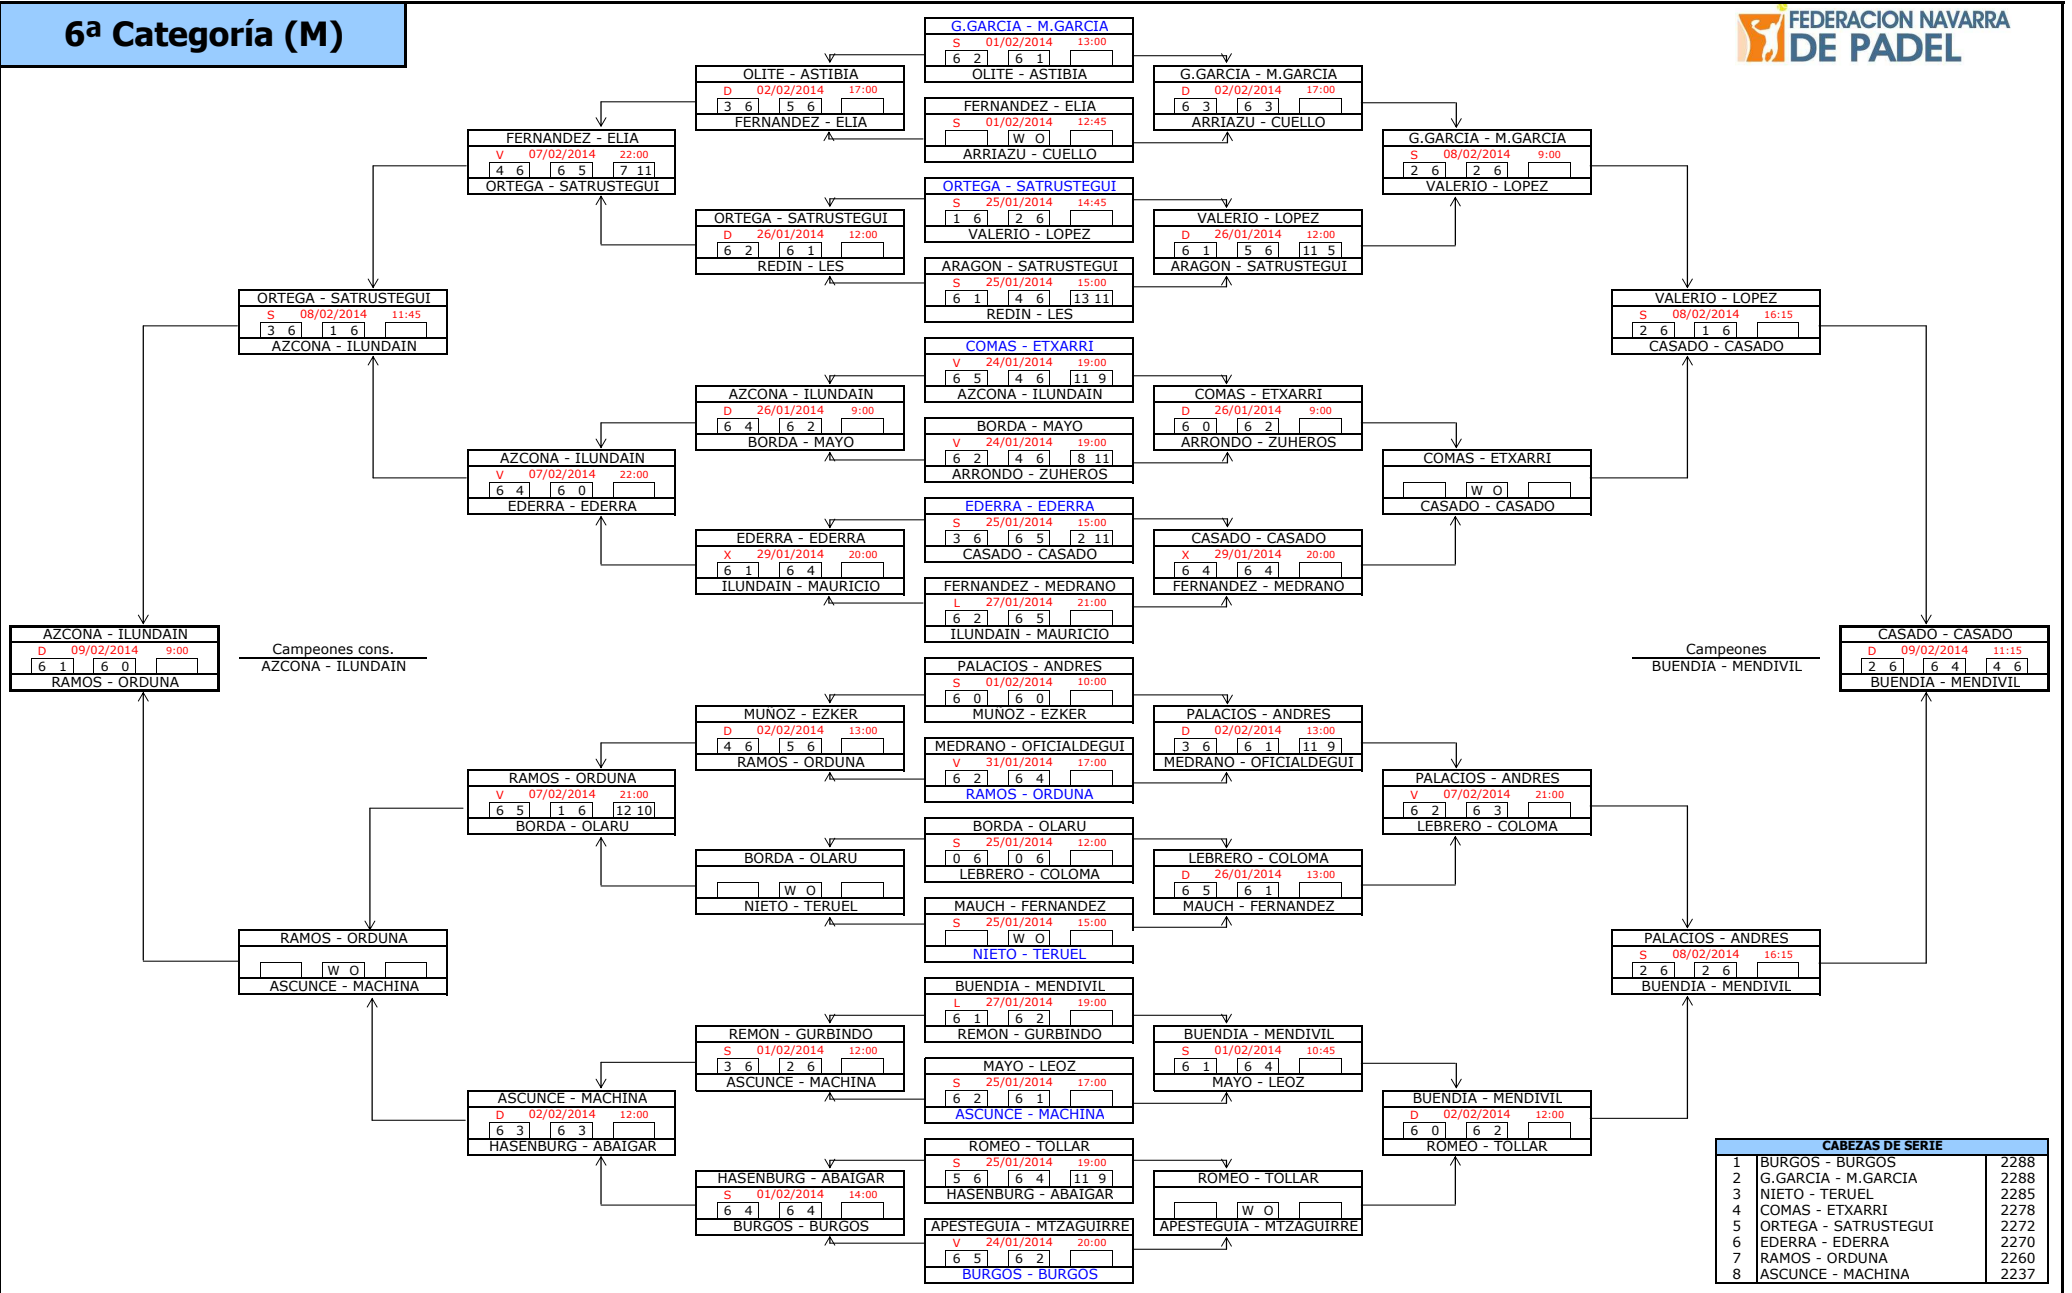 6ª Categoría (M)
FEDERACION NAVARRA
DE PADEL
AZCONA - ILUNDAIN
D 09/02/2014 9:00
6 1 6 0
RAMOS - ORDUNA
Campeones cons.
AZCONA - ILUNDAIN
ORTEGA - SATRUSTEGUI
S 08/02/2014 11:45
3 6 1 6
AZCONA - ILUNDAIN
RAMOS - ORDUNA
W O
ASCUNCE - MACHINA
FERNANDEZ - ELIA
V 07/02/2014 22:00
4 6 6 5 7 11
ORTEGA - SATRUSTEGUI
AZCONA - ILUNDAIN
V 07/02/2014 22:00
6 4 6 0
EDERRA - EDERRA
RAMOS - ORDUNA
V 07/02/2014 21:00
6 5 1 6 12 10
BORDA - OLARU
ASCUNCE - MACHINA
D 02/02/2014 12:00
6 3 6 3
HASENBURG - ABAIGAR
OLITE - ASTIBIA
D 02/02/2014 17:00
3 6 5 6
FERNANDEZ - ELIA
ORTEGA - SATRUSTEGUI
D 26/01/2014 12:00
6 2 6 1
REDIN - LES
AZCONA - ILUNDAIN
D 26/01/2014 9:00
6 4 6 2
BORDA - MAYO
EDERRA - EDERRA
X 29/01/2014 20:00
6 1 6 4
ILUNDAIN - MAURICIO
MUÑOZ - EZKER
D 02/02/2014 13:00
4 6 5 6
RAMOS - ORDUNA
BORDA - OLARU
W O
NIETO - TERUEL
REMON - GURBINDO
S 01/02/2014 12:00
3 6 2 6
ASCUNCE - MACHINA
HASENBURG - ABAIGAR
S 01/02/2014 14:00
6 4 6 4
BURGOS - BURGOS
G.GARCIA - M.GARCIA
S 01/02/2014 13:00
6 2 6 1
OLITE - ASTIBIA
FERNANDEZ - ELIA
S 01/02/2014 12:45
W O
ARRIAZU - CUELLO
ORTEGA - SATRUSTEGUI
S 25/01/2014 14:45
1 6 2 6
VALERIO - LOPEZ
ARAGON - SATRUSTEGUI
S 25/01/2014 15:00
6 1 4 6 13 11
REDIN - LES
COMAS - ETXARRI
V 24/01/2014 19:00
6 5 4 6 11 9
AZCONA - ILUNDAIN
BORDA - MAYO
V 24/01/2014 19:00
6 2 4 6 8 11
ARRONDO - ZUHEROS
EDERRA - EDERRA
S 25/01/2014 15:00
3 6 6 5 2 11
CASADO - CASADO
FERNANDEZ - MEDRANO
L 27/01/2014 21:00
6 2 6 5
ILUNDAIN - MAURICIO
PALACIOS - ANDRES
S 01/02/2014 10:00
6 0 6 0
MUÑOZ - EZKER
MEDRANO - OFICIALDEGUI
V 31/01/2014 17:00
6 2 6 4
RAMOS - ORDUNA
BORDA - OLARU
S 25/01/2014 12:00
0 6 0 6
LEBRERO - COLOMA
MAUCH - FERNANDEZ
S 25/01/2014 15:00
W O
NIETO - TERUEL
BUENDIA - MENDIVIL
L 27/01/2014 19:00
6 1 6 2
REMON - GURBINDO
MAYO - LEOZ
S 25/01/2014 17:00
6 2 6 1
ASCUNCE - MACHINA
ROMEO - TOLLAR
S 25/01/2014 19:00
5 6 6 4 11 9
HASENBURG - ABAIGAR
APESTEGUIA - MTZAGUIRRE
V 24/01/2014 20:00
6 5 6 2
BURGOS - BURGOS
G.GARCIA - M.GARCIA
D 02/02/2014 17:00
6 3 6 3
ARRIAZU - CUELLO
VALERIO - LOPEZ
D 26/01/2014 12:00
6 1 5 6 11 5
ARAGON - SATRUSTEGUI
COMAS - ETXARRI
D 26/01/2014 9:00
6 0 6 2
ARRONDO - ZUHEROS
CASADO - CASADO
X 29/01/2014 20:00
6 4 6 4
FERNANDEZ - MEDRANO
PALACIOS - ANDRES
D 02/02/2014 13:00
3 6 6 1 11 9
MEDRANO - OFICIALDEGUI
LEBRERO - COLOMA
D 26/01/2014 13:00
6 5 6 1
MAUCH - FERNANDEZ
BUENDIA - MENDIVIL
S 01/02/2014 10:45
6 1 6 4
MAYO - LEOZ
ROMEO - TOLLAR
W O
APESTEGUIA - MTZAGUIRRE
G.GARCIA - M.GARCIA
S 08/02/2014 9:00
2 6 2 6
VALERIO - LOPEZ
COMAS - ETXARRI
W O
CASADO - CASADO
PALACIOS - ANDRES
V 07/02/2014 21:00
6 2 6 3
LEBRERO - COLOMA
BUENDIA - MENDIVIL
D 02/02/2014 12:00
6 0 6 2
ROMEO - TOLLAR
VALERIO - LOPEZ
S 08/02/2014 16:15
2 6 1 6
CASADO - CASADO
PALACIOS - ANDRES
S 08/02/2014 16:15
2 6 2 6
BUENDIA - MENDIVIL
Campeones
BUENDIA - MENDIVIL
CASADO - CASADO
D 09/02/2014 11:15
2 6 6 4 4 6
BUENDIA - MENDIVIL
CABEZAS DE SERIE
1 BURGOS - BURGOS 2288
2 G.GARCIA - M.GARCIA 2288
3 NIETO - TERUEL 2285
4 COMAS - ETXARRI 2278
5 ORTEGA - SATRUSTEGUI 2272
6 EDERRA - EDERRA 2270
7 RAMOS - ORDUNA 2260
8 ASCUNCE - MACHINA 2237